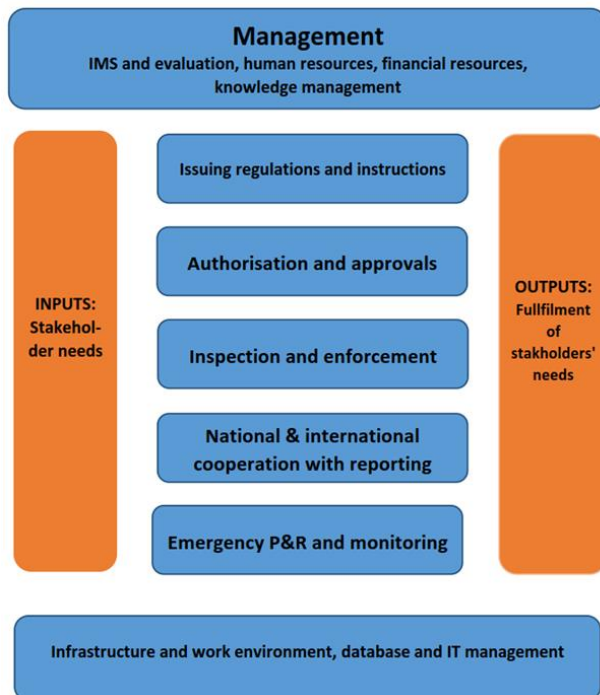 Management
IMS and evaluation, human resources, financial resources,
knowledge management
Issuing regulations and instructions
Authorisation and approvals
INPUTS:
Stakehol-
der needs
OUTPUTS:
Fullfilment
of
stakholders'
needs
Inspection and enforcement
National & international
cooperation with reporting
Emergency P&R and monitoring
Infrastructure and work environment, database and IT management